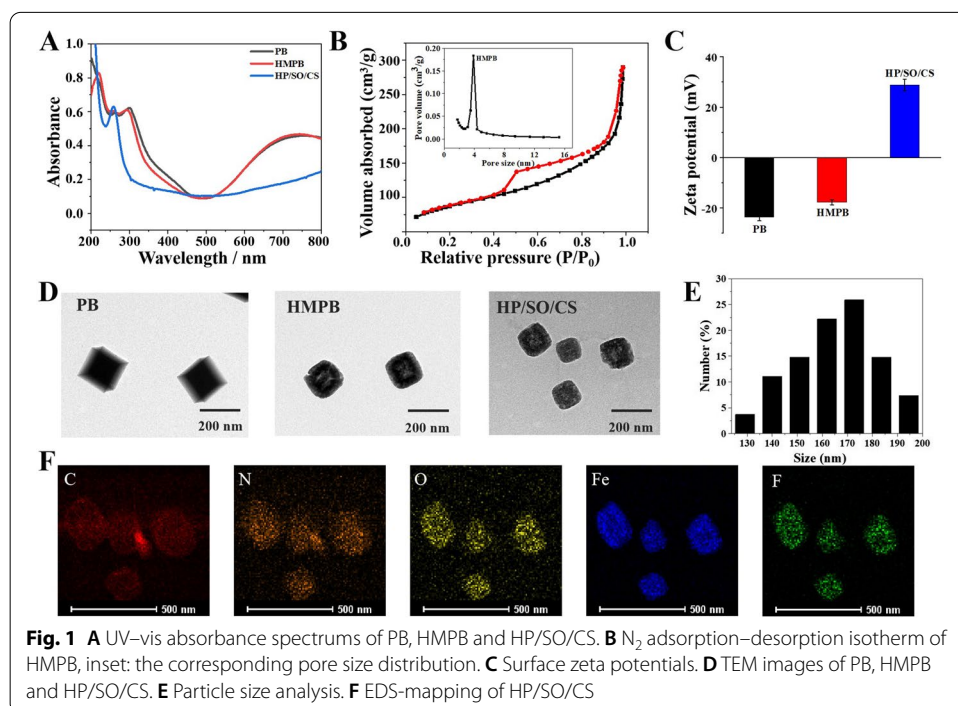 A
B
C
1.0
0.8
0.6
0.4
0.2
0.0
Absorbance
PB
HMPB
HP/SO/CS
200 300 400 500 600 700 800
Wavelength / nm
300
250
200
150
100
Volume absorbed (cm³/g)
0.20
0.15
0.10
0.05
0.00
Pore volume (cm³/g)
HMPB
0 4 8 12 16
Pore size (nm)
0.0 0.2 0.4 0.6 0.8 1.0
Relative pressure (P/P₀)
40
20
0
-20
Zeta potential (mV)
HP/SO/CS
PB
HMPB
D
PB
200 nm
HMPB
200 nm
HP/SO/CS
200 nm
E
30
25
20
15
10
5
0
Number (%)
130 140 150 160 170 180 190 200
Size (nm)
F
C
500 nm
N
500 nm
O
500 nm
Fe
500 nm
F
500 nm
Fig. 1 A UV–vis absorbance spectrums of PB, HMPB and HP/SO/CS. B N₂ adsorption–desorption isotherm of
HMPB, inset: the corresponding pore size distribution. C Surface zeta potentials. D TEM images of PB, HMPB
and HP/SO/CS. E Particle size analysis. F EDS-mapping of HP/SO/CS